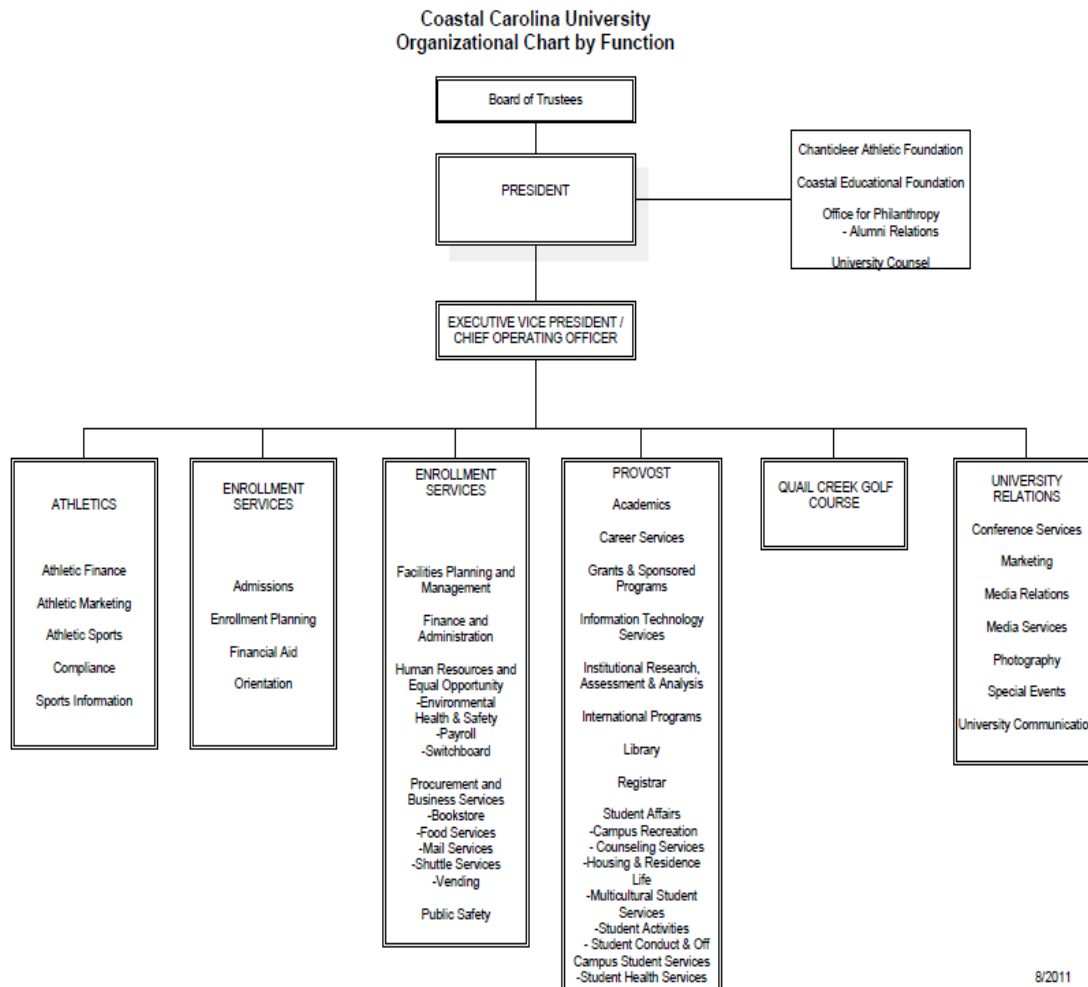 Coastal Carolina University
Organizational Chart by Function
Board of Trustees
PRESIDENT
Chanticleer Athletic Foundation
Coastal Educational Foundation
Office for Philanthropy
- Alumni Relations
University Counsel
EXECUTIVE VICE PRESIDENT /
CHIEF OPERATING OFFICER
ATHLETICS
Athletic Finance
Athletic Marketing
Athletic Sports
Compliance
Sports Information
ENROLLMENT
SERVICES
Admissions
Enrollment Planning
Financial Aid
Orientation
ENROLLMENT
SERVICES
Facilities Planning and
Management
Finance and
Administration
Human Resources and
Equal Opportunity
-Environmental
Health & Safety
-Payroll
-Switchboard
Procurement and
Business Services
-Bookstore
-Food Services
-Mail Services
-Shuttle Services
-Vending
Public Safety
PROVOST
Academics
Career Services
Grants & Sponsored
Programs
Information Technology
Services
Institutional Research,
Assessment & Analysis
International Programs
Library
Registrar
Student Affairs
-Campus Recreation
- Counseling Services
-Housing & Residence
Life
-Multicultural Student
Services
-Student Activities
- Student Conduct & Off
Campus Student Services
-Student Health Services
QUAIL CREEK GOLF
COURSE
UNIVERSITY
RELATIONS
Conference Services
Marketing
Media Relations
Media Services
Photography
Special Events
University Communicatio
8/2011